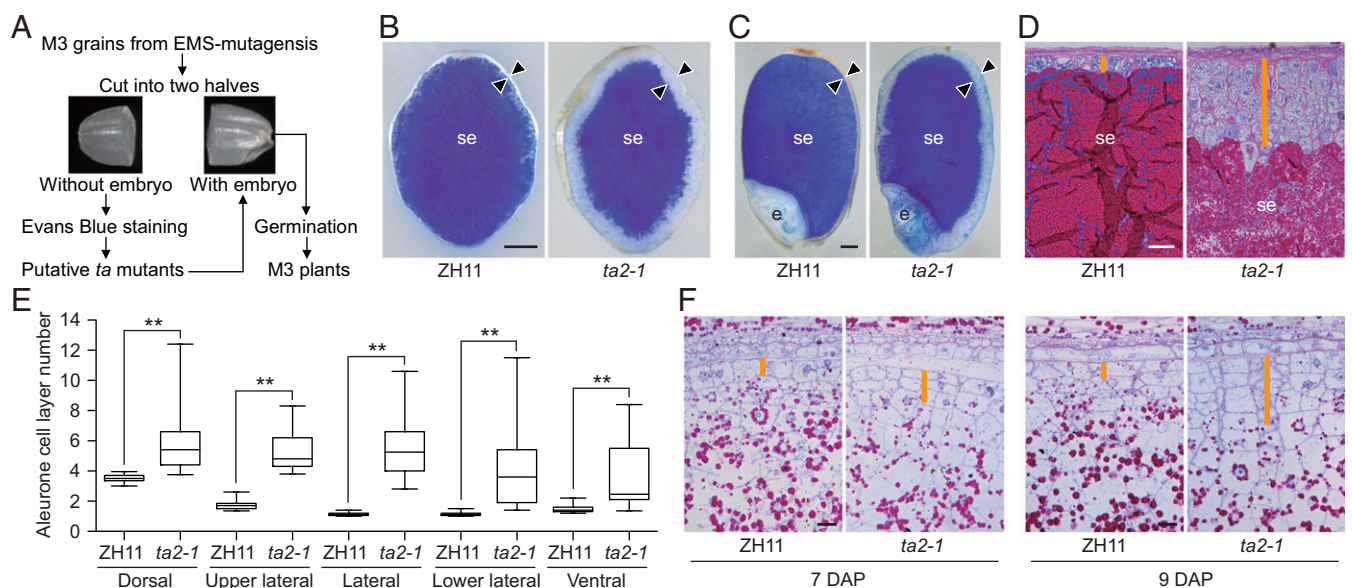 A
M3 grains from EMS-mutagensis
Cut into two halves
Without embryo
With embryo
Evans Blue staining
Germination
Putative ta mutants
M3 plants
B
se
se
ZH11
ta2-1
C
se
se
e
e
ZH11
ta2-1
D
se
se
ZH11
ta2-1
E
Aleurone cell layer number
14
12
10
8
6
4
2
0
**
**
**
**
**
ZH11 ta2-1 ZH11 ta2-1 ZH11 ta2-1 ZH11 ta2-1 ZH11 ta2-1
Dorsal Upper lateral Lateral Lower lateral Ventral
F
ZH11 ta2-1 ZH11 ta2-1
7 DAP 9 DAP